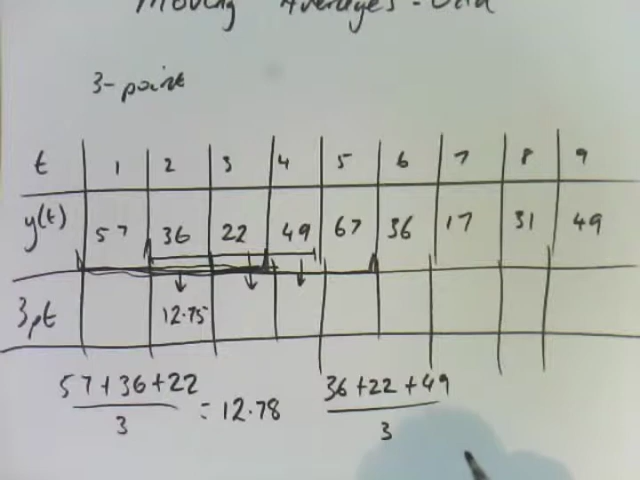 Moving Averages - Odd
3-point
t 1 2 3 4 5 6 7 8 9
y(t) 57 36 22 49 67 36 17 31 49
3pt 12.75
57+36+22 / 3 = 12.78 36+22+49 / 3